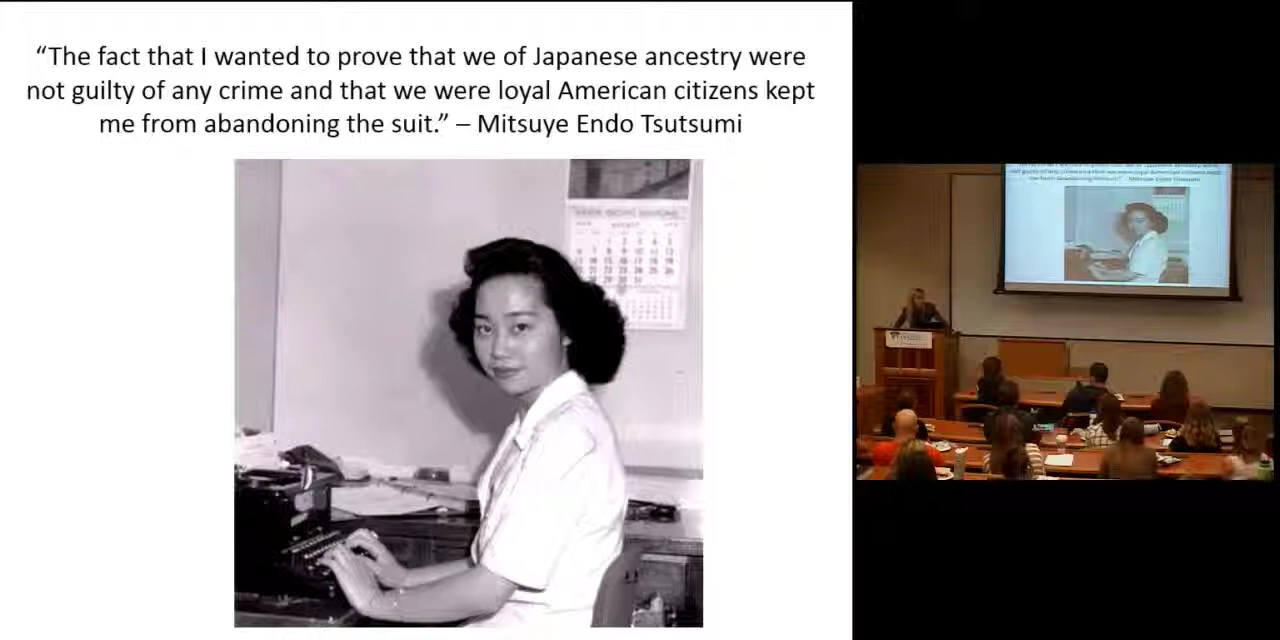 “The fact that I wanted to prove that we of Japanese ancestry were
not guilty of any crime and that we were loyal American citizens kept
me from abandoning the suit.” – Mitsuye Endo Tsutsumi